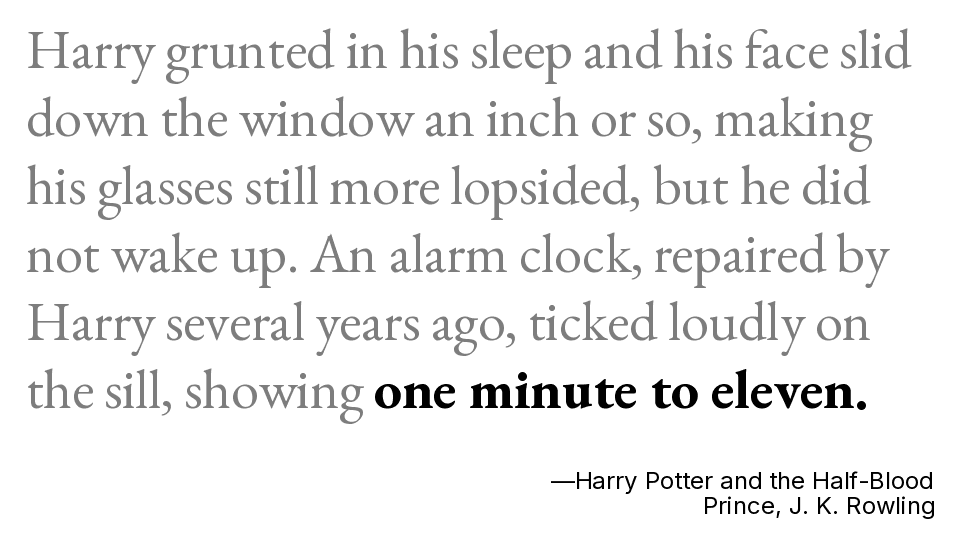 Harry grunted in his sleep and his face slid
down the window an inch or so, making
his glasses still more lopsided, but he did
not wake up. An alarm clock, repaired by
Harry several years ago, ticked loudly on
the sill, showing one minute to eleven.
—Harry Potter and the Half-Blood
Prince, J. K. Rowling